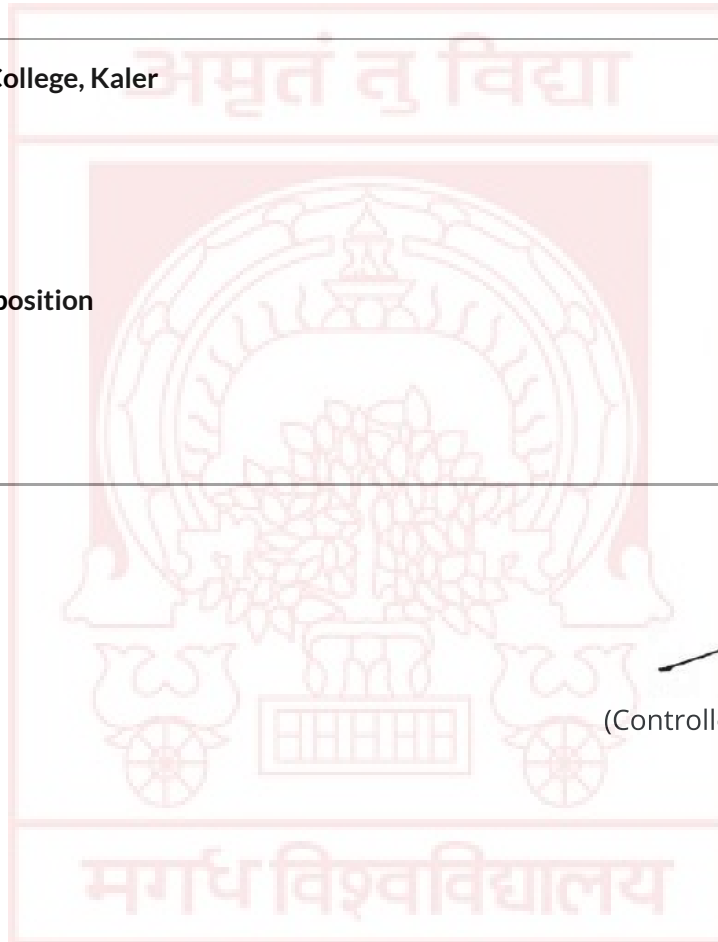 अमृतं तु विद्या
College, Kaler
position
(Controll
मगध विश्वविद्यालय